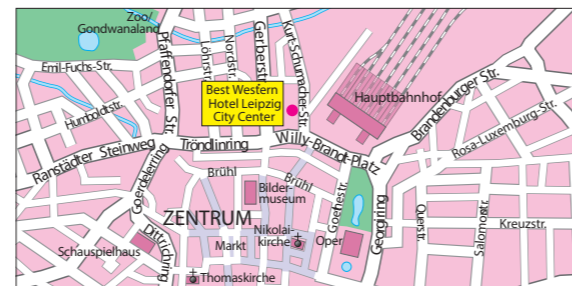 Zoo/
Gondwanaland
Emil-Fuchs-Str.
Pfaffendorfer Str.
Löhrstr.
Nordstr.
Gerberstr.
Kurt-Schumacher-Str.
Humboldtstr.
Best Western
Hotel Leipzig
City Center
Hauptbahnhof
Brandenburger Str.
Rosa-Luxemburg-Str.
Ranstädter Steinweg
Tröndlinring
Willy-Brandt-Platz
Goerdelerring
Brühl
Brühl
Bilder-
museum
Goethestr.
Georgiring
Querstr.
Salomonstr.
Kreuzstr.
ZENTRUM
Dittrichring
Schauspielhaus
Markt
Nikolai-
kirche
Oper
Thomaskirche